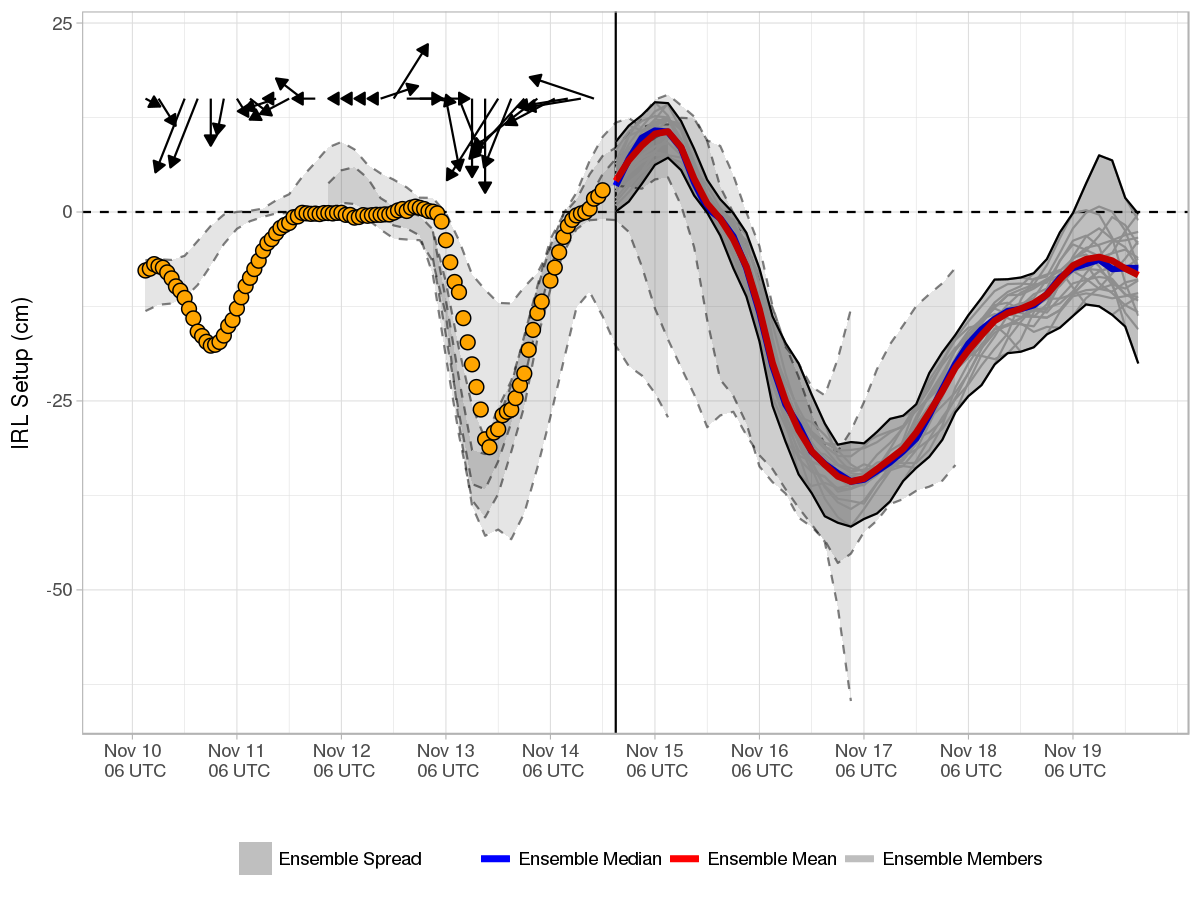 25
0
-25
-50
IRL Setup (cm)
Nov 10 Nov 11 Nov 12 Nov 13 Nov 14 Nov 15 Nov 16 Nov 17 Nov 18 Nov 19
06 UTC 06 UTC 06 UTC 06 UTC 06 UTC 06 UTC 06 UTC 06 UTC 06 UTC 06 UTC
Ensemble Spread Ensemble Median Ensemble Mean Ensemble Members